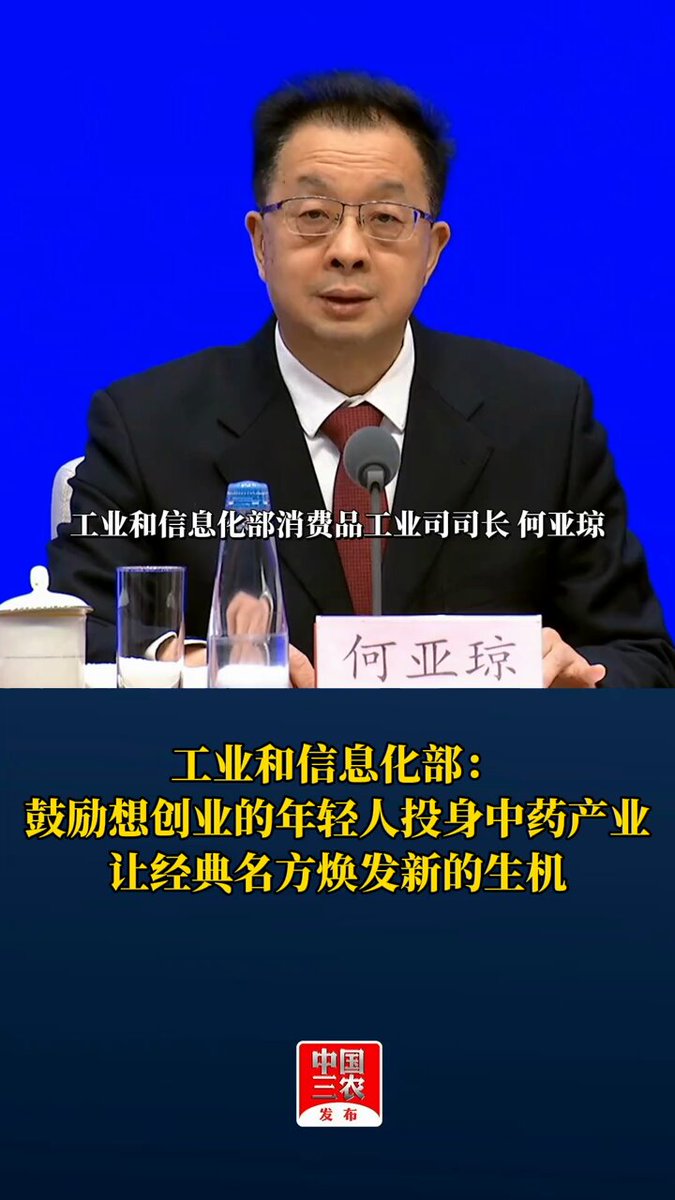 工业和信息化部消费品工业司司长 何亚琼
何亚琼
工业和信息化部：
鼓励想创业的年轻人投身中药产业
让经典名方焕发新的生机
中国
三农
发布